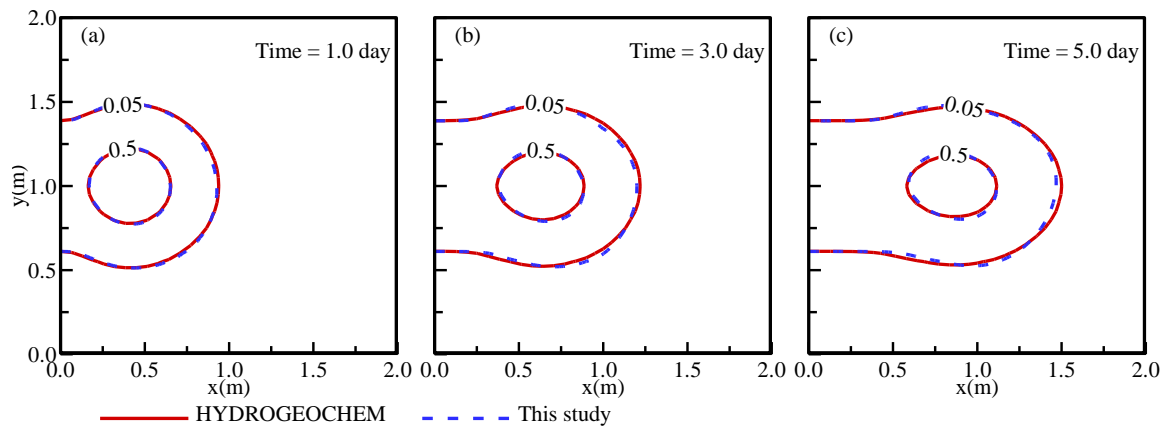 (a)
Time = 1.0 day
0.05
0.5
y(m)
2.0
1.5
1.0
0.5
0.0
0.0 0.5 1.0 1.5 2.0
x(m)
(b)
Time = 3.0 day
0.05
0.5
0.0 0.5 1.0 1.5 2.0
x(m)
(c)
Time = 5.0 day
0.05
0.5
0.0 0.5 1.0 1.5 2.0
x(m)
HYDROGEOCHEM
This study